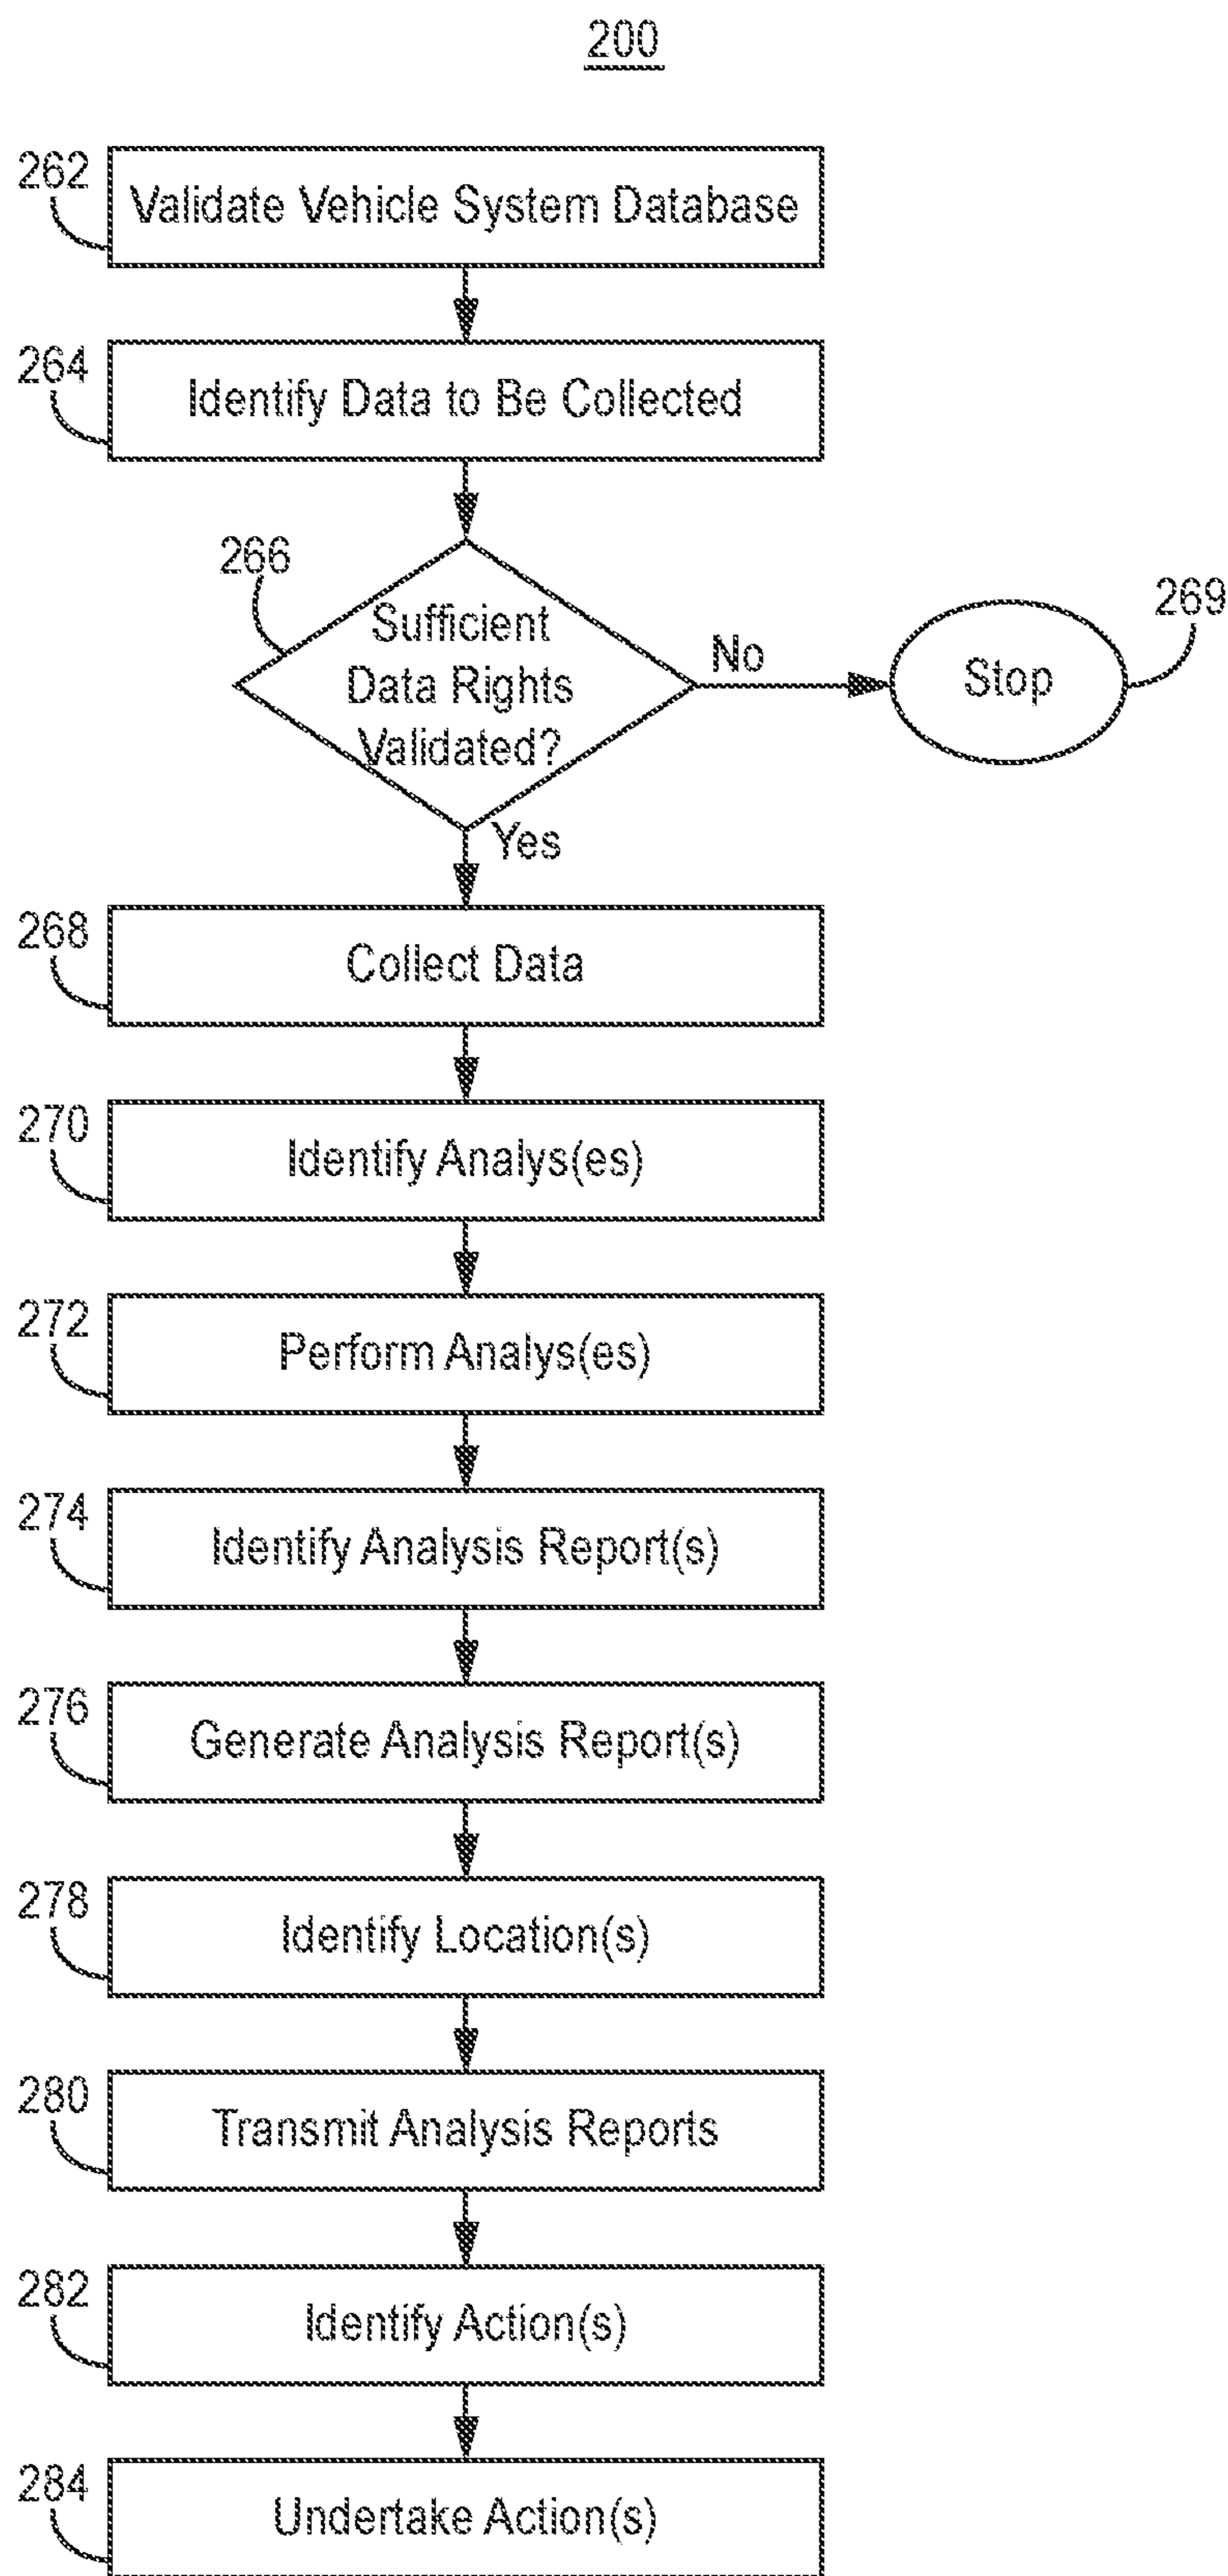 200
262
Validate Vehicle System Database
264
Identify Data to Be Collected
266
Sufficient
Data Rights
Validated?
No
Stop
269
Yes
268
Collect Data
270
Identify Analys(es)
272
Perform Analys(es)
274
Identify Analysis Report(s)
276
Generate Analysis Report(s)
278
Identify Location(s)
280
Transmit Analysis Reports
282
Identify Action(s)
284
Undertake Action(s)